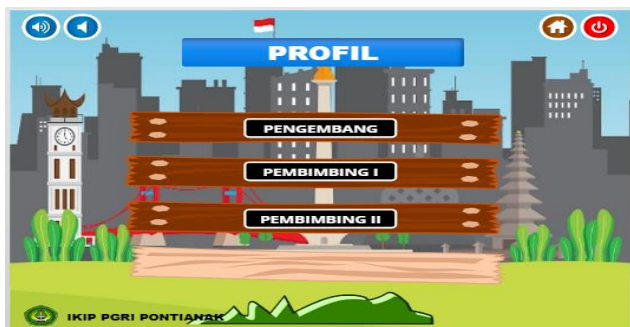 PROFIL
PENGEMBANG
PEMBIMBING I
PEMBIMBING II
IKIP PGRI PONTIANAK